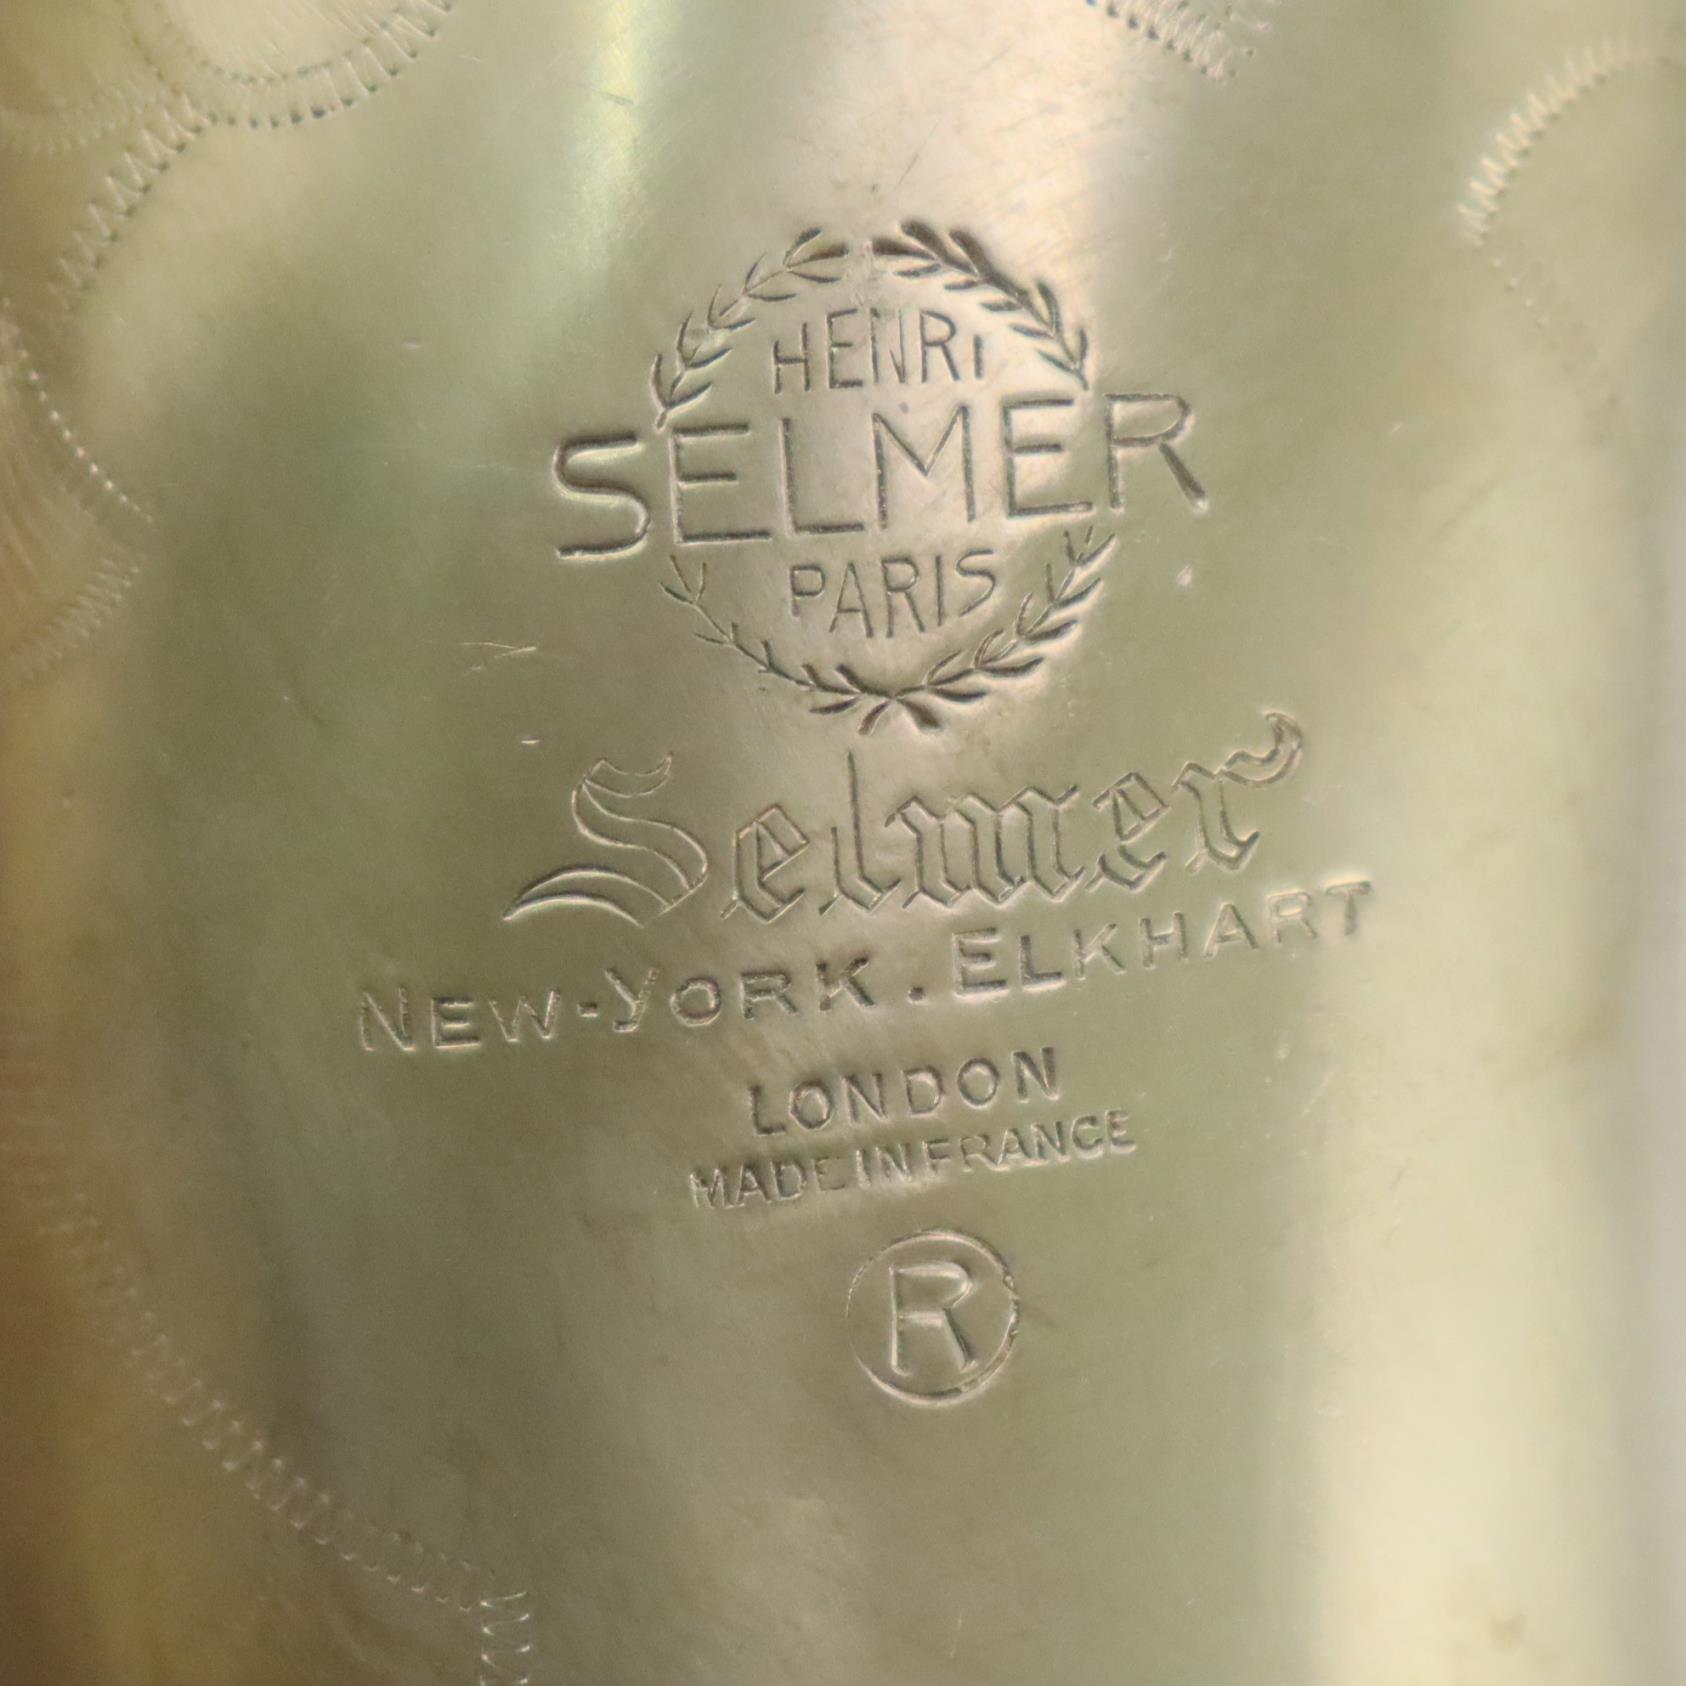 HENRI
SELMER
PARIS
Selmer
NEW-YORK. ELKHART
LONDON
MADE IN FRANCE
R